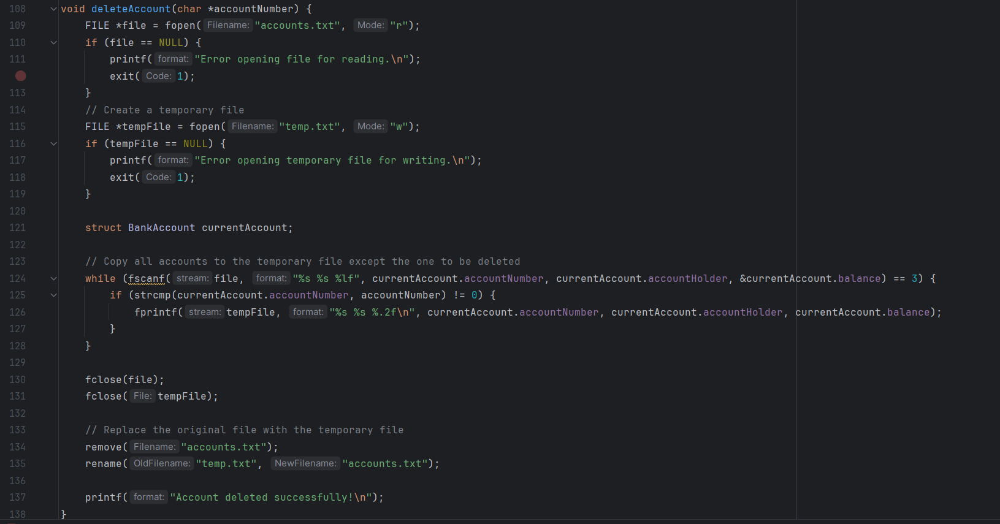 108 void deleteAccount(char *accountNumber) {
109     FILE *file = fopen( Filename: "accounts.txt", Mode: "r");
110     if (file == NULL) {
111         printf( format: "Error opening file for reading.\n");
        exit( Code: 1);
113     }
114     // Create a temporary file
115     FILE *tempFile = fopen( Filename: "temp.txt", Mode: "w");
116     if (tempFile == NULL) {
117         printf( format: "Error opening temporary file for writing.\n");
118         exit( Code: 1);
119     }
120
121     struct BankAccount currentAccount;
122
123     // Copy all accounts to the temporary file except the one to be deleted
124     while (fscanf( stream: file, format: "%s %s %lf", currentAccount.accountNumber, currentAccount.accountHolder, &currentAccount.balance) == 3) {
125         if (strcmp(currentAccount.accountNumber, accountNumber) != 0) {
126             fprintf( stream: tempFile, format: "%s %s %.2f\n", currentAccount.accountNumber, currentAccount.accountHolder, currentAccount.balance);
127         }
128     }
129
130     fclose(file);
131     fclose( File: tempFile);
132
133     // Replace the original file with the temporary file
134     remove( Filename: "accounts.txt");
135     rename( OldFilename: "temp.txt", NewFilename: "accounts.txt");
136
137     printf( format: "Account deleted successfully!\n");
138 }